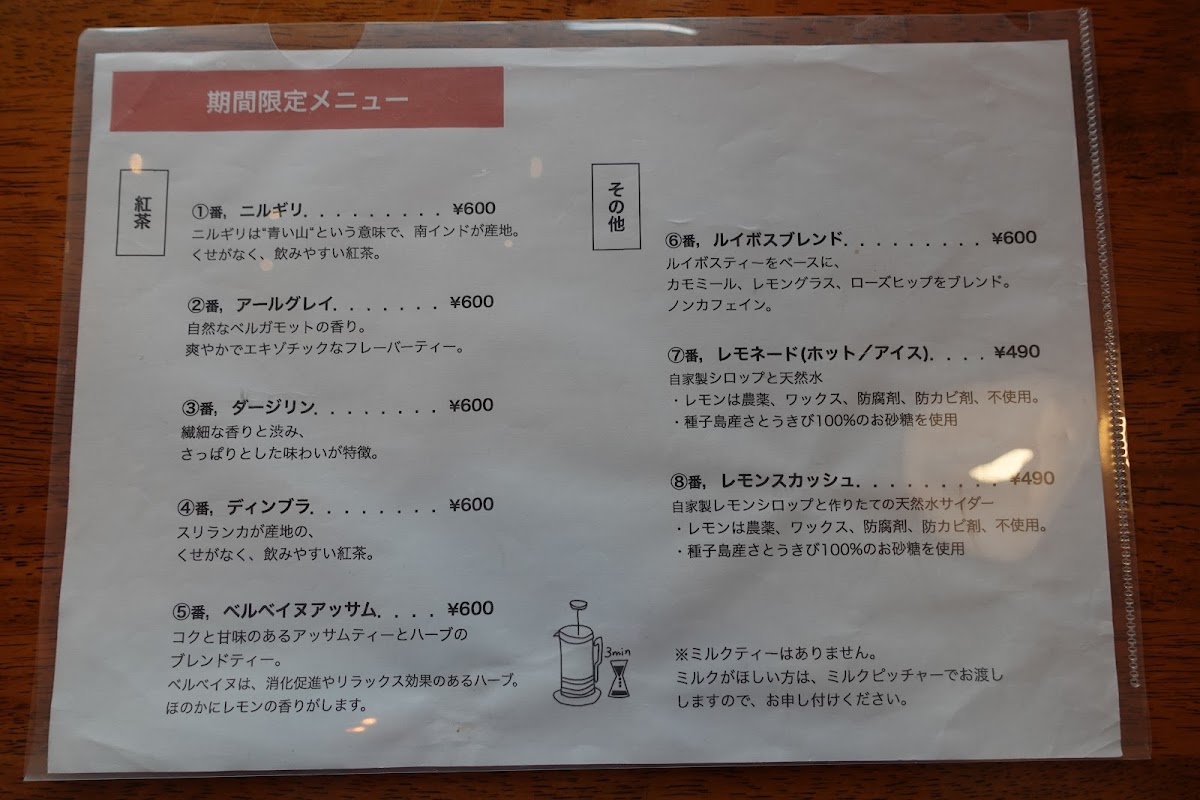 期間限定メニュー
紅茶
①番, ニルギリ. . . . . . . . . ¥600
ニルギリは“青い山“という意味で、南インドが産地。
くせがなく、飲みやすい紅茶。
②番, アールグレイ. . . . . . . ¥600
自然なベルガモットの香り。
爽やかでエキゾチックなフレーバーティー。
③番, ダージリン. . . . . . . . ¥600
繊細な香りと渋み、
さっぱりとした味わいが特徴。
④番, ディンブラ. . . . . . . . ¥600
スリランカが産地の、
くせがなく、飲みやすい紅茶。
⑤番, ベルベイヌアッサム. . . . ¥600
コクと甘味のあるアッサムティーとハーブの
ブレンドティー。
ベルベイヌは、消化促進やリラックス効果のあるハーブ。
ほのかにレモンの香りがします。
3min
その他
⑥番, ルイボスブレンド. . . . . . . . . ¥600
ルイボスティーをベースに、
カモミール、レモングラス、ローズヒップをブレンド。
ノンカフェイン。
⑦番, レモネード(ホット／アイス). . . . ¥490
自家製シロップと天然水
・レモンは農薬、ワックス、防腐剤、防カビ剤、不使用。
・種子島産さとうきび100%のお砂糖を使用
⑧番, レモンスカッシュ. . . . . . . . . ¥490
自家製レモンシロップと作りたての天然水サイダー
・レモンは農薬、ワックス、防腐剤、防カビ剤、不使用。
・種子島産さとうきび100%のお砂糖を使用
※ミルクティーはありません。
ミルクがほしい方は、ミルクピッチャーでお渡し
しますので、お申し付けください。